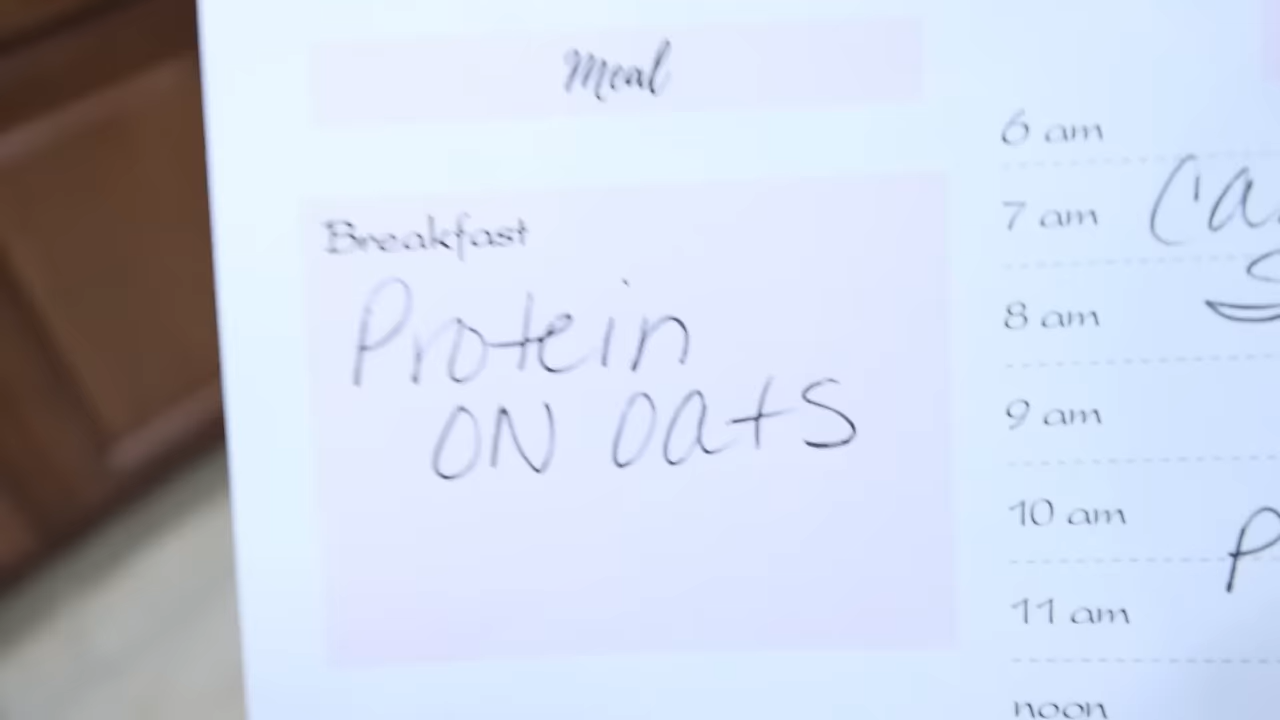 Meal
Breakfast
Protein
ON Oats
6 am
7 am
8 am
9 am
10 am
11 am
noon